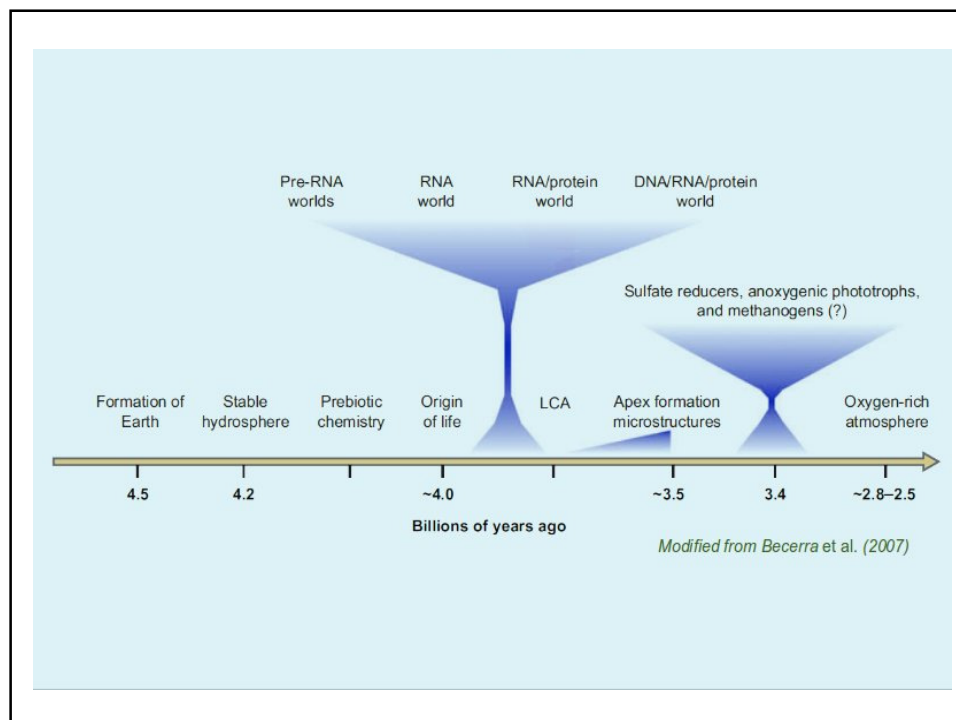 Pre-RNA
worlds
RNA
world
RNA/protein
world
DNA/RNA/protein
world
Sulfate reducers, anoxygenic phototrophs,
and methanogens (?)
Formation of
Earth
Stable
hydrosphere
Prebiotic
chemistry
Origin
of life
LCA
Apex formation
microstructures
Oxygen-rich
atmosphere
4.5
4.2
~4.0
~3.5
3.4
~2.8–2.5
Billions of years ago
Modified from Becerra et al. (2007)